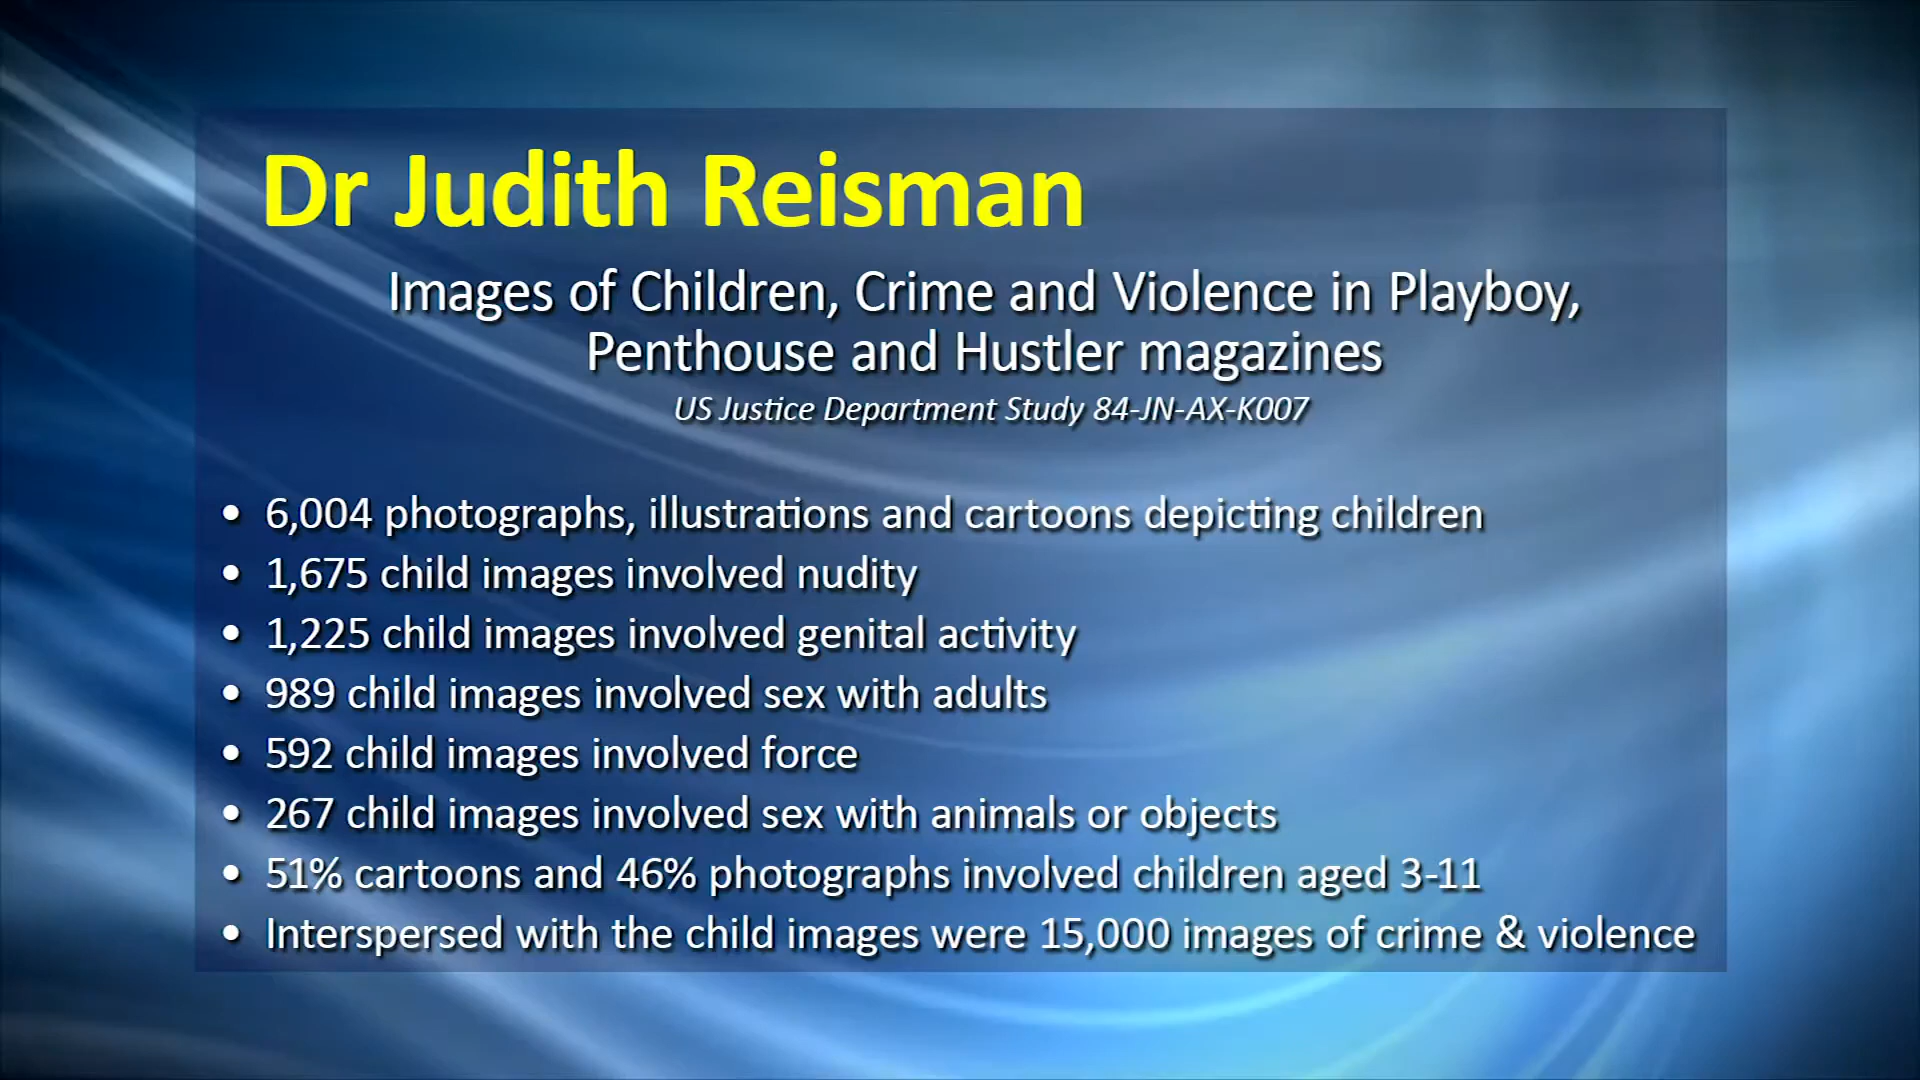 Dr Judith Reisman
Images of Children, Crime and Violence in Playboy,
Penthouse and Hustler magazines
US Justice Department Study 84-JN-AX-K007
• 6,004 photographs, illustrations and cartoons depicting children
• 1,675 child images involved nudity
• 1,225 child images involved genital activity
• 989 child images involved sex with adults
• 592 child images involved force
• 267 child images involved sex with animals or objects
• 51% cartoons and 46% photographs involved children aged 3-11
• Interspersed with the child images were 15,000 images of crime & violence